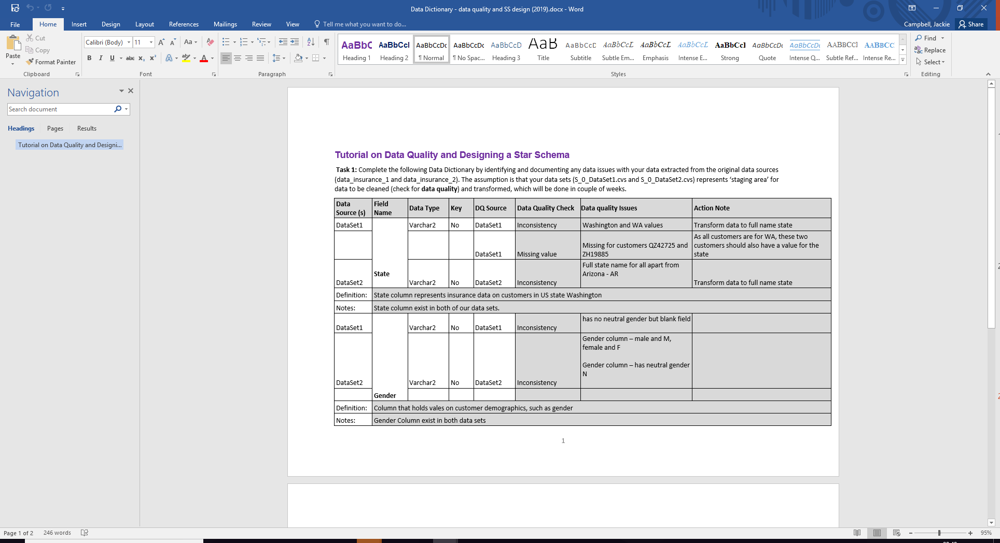 Data Dictionary - data quality and SS design (2019).docx - Word
File Home Insert Design Layout References Mailings Review View Tell me what you want to do... Campbell, Jackie Share
Paste
Cut
Copy
Format Painter
Clipboard
Calibri (Body) 11
Font
Paragraph
AaBbC AaBbCcI AaBbCcDc AaBbCcDc AaBbCcD AaB AaBbCcD AaBbCcL AaBbCcL AaBbCcL AaBbCcI AaBbCcDc AaBbCcDc AABBCCI AABBCC
Heading 1 Heading 2 ¶ Normal ¶ No Spac... Heading 3 Title Subtitle Subtle Em... Emphasis Intense E... Strong Quote Intense Q... Subtle Ref... Intense Re...
Styles
Find
Replace
Select
Editing
Navigation
Search document
Headings Pages Results
Tutorial on Data Quality and Designi...
Tutorial on Data Quality and Designing a Star Schema
Task 1: Complete the following Data Dictionary by identifying and documenting any data issues with your data extracted from the original data sources
(data_insurance_1 and data_insurance_2). The assumption is that your data sets (S_0_DataSet1.cvs and S_0_DataSet2.cvs) represents ‘staging area’ for
data to be cleaned (check for data quality) and transformed, which will be done in couple of weeks.
Data Source (s) Field Name Data Type Key DQ Source Data Quality Check Data quality Issues Action Note
DataSet1 Varchar2 No DataSet1 Inconsistency Washington and WA values Transform data to full name state
DataSet1 Missing value Missing for customers QZ42725 and ZH19885 As all customers are for WA, these two customers should also have a value for the state
State
DataSet2 Varchar2 No DataSet2 Inconsistency Full state name for all apart from Arizona - AR Transform data to full name state
Definition: State column represents insurance data on customers in US state Washington
Notes: State column exist in both of our data sets.
DataSet1 Varchar2 No DataSet1 Inconsistency has no neutral gender but blank field
DataSet2 Varchar2 No DataSet2 Inconsistency Gender column – male and M, female and F
Gender column – has neutral gender N
Gender
Definition: Column that holds vales on customer demographics, such as gender
Notes: Gender Column exist in both data sets
1
Page 1 of 2 246 words 95%